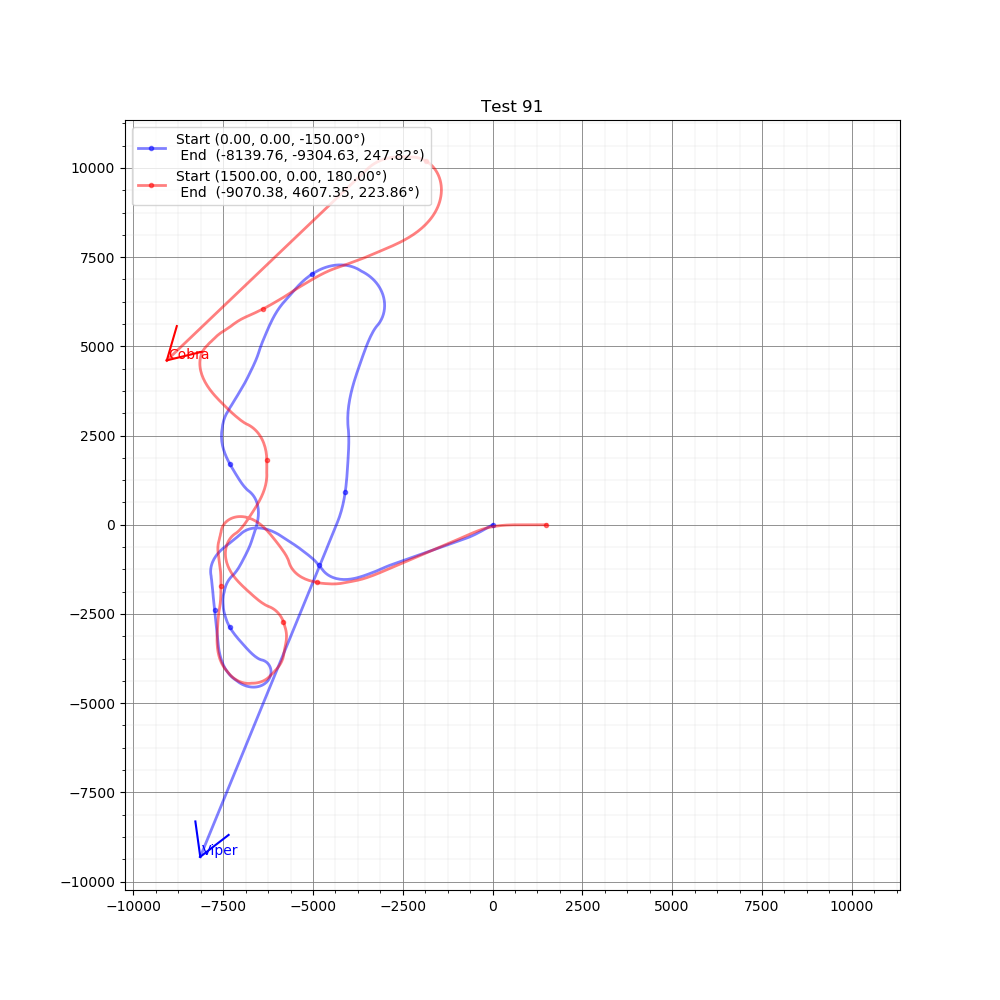 Test 91
Start (0.00, 0.00, -150.00°)
End  (-8139.76, -9304.63, 247.82°)
Start (1500.00, 0.00, 180.00°)
End  (-9070.38, 4607.35, 223.86°)
10000
7500
5000
2500
0
−2500
−5000
−7500
−10000
Cobra
Viper
−10000 −7500 −5000 −2500 0 2500 5000 7500 10000